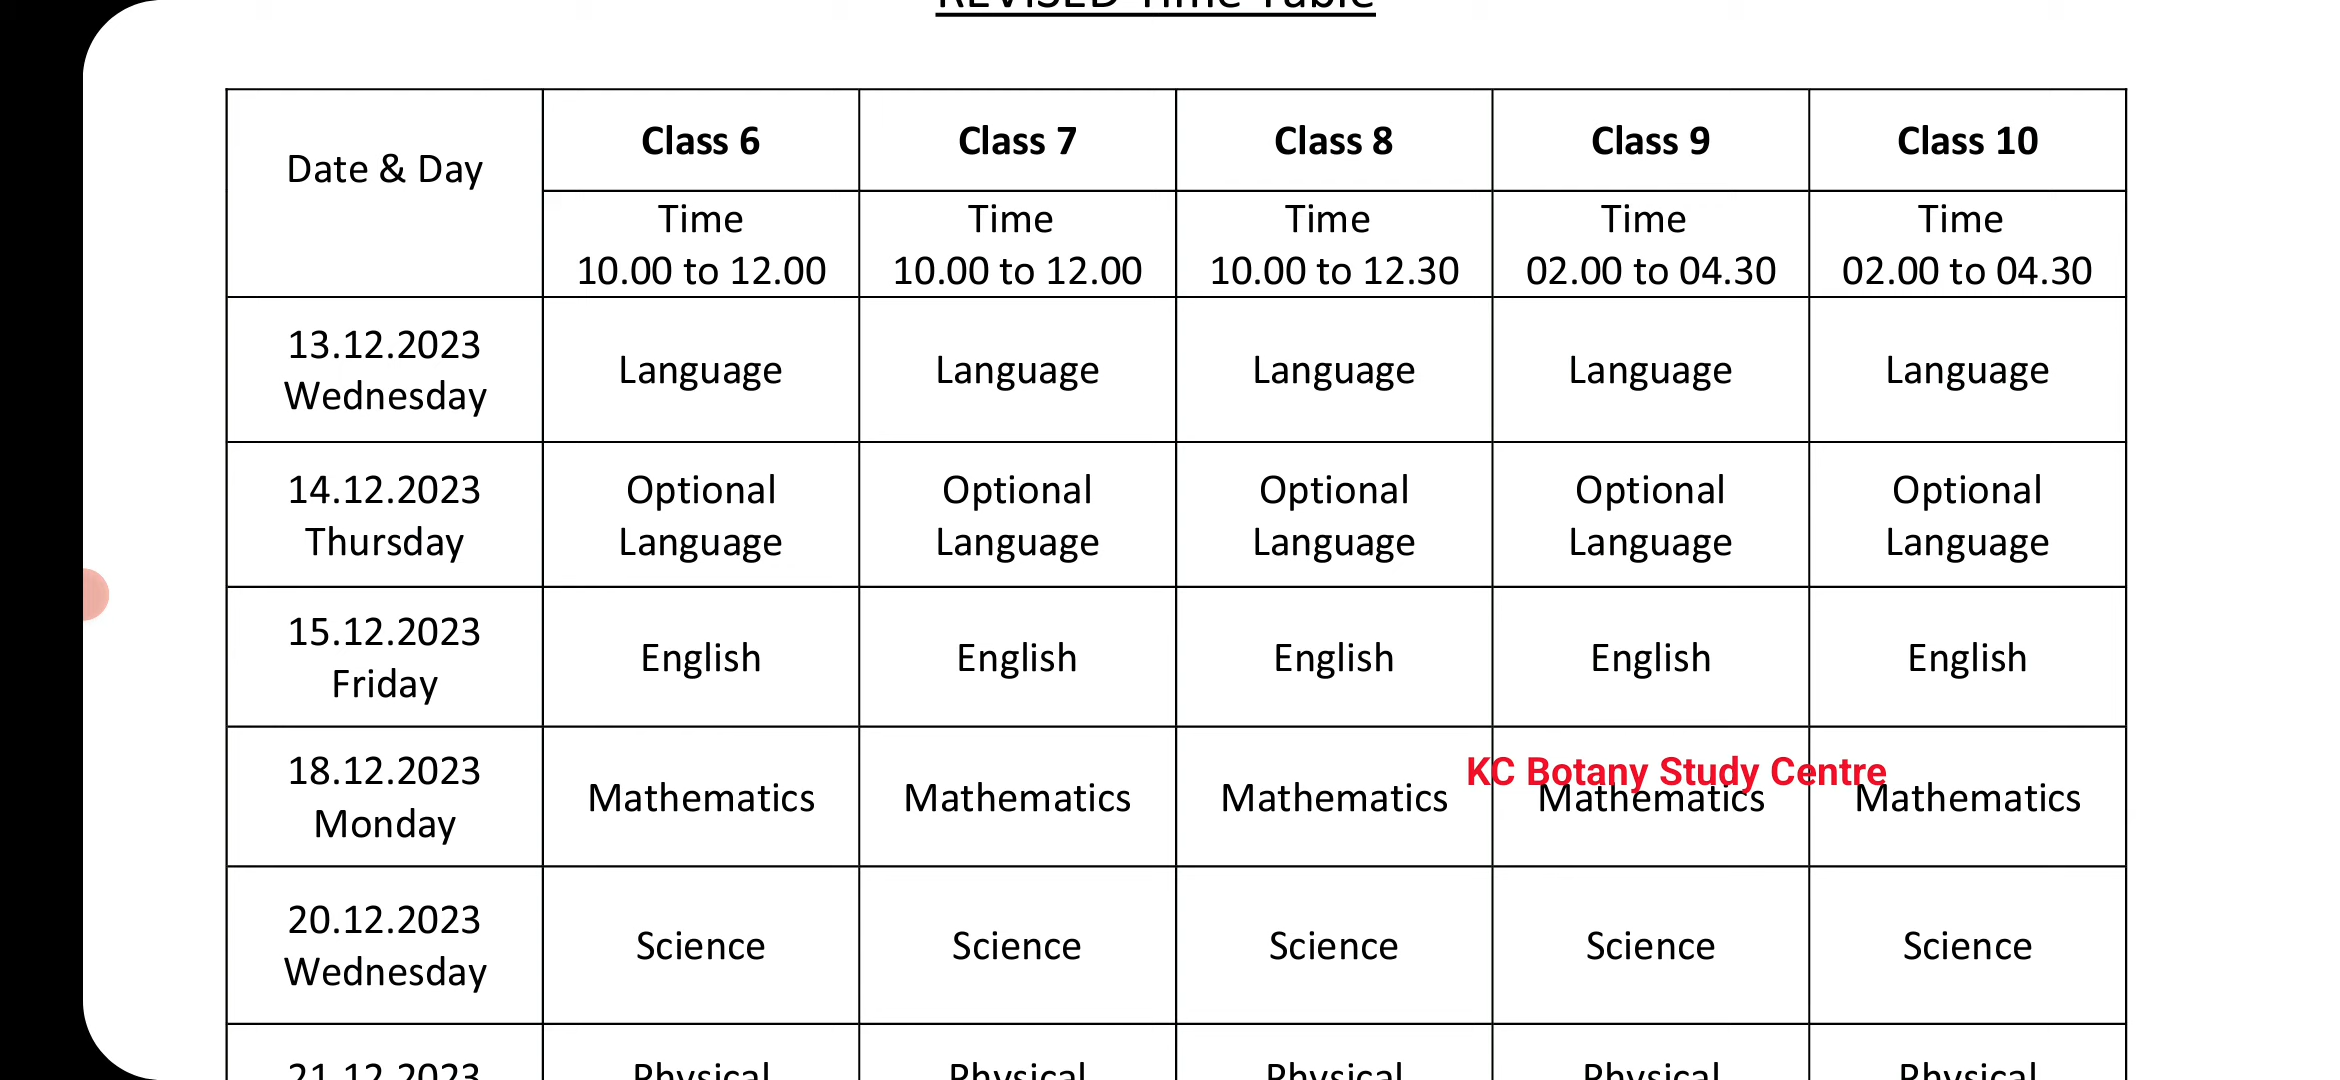 REVISED Time Table
Date & Day
Class 6
Class 7
Class 8
Class 9
Class 10
Time
10.00 to 12.00
Time
10.00 to 12.00
Time
10.00 to 12.30
Time
02.00 to 04.30
Time
02.00 to 04.30
13.12.2023
Wednesday
Language
Language
Language
Language
Language
14.12.2023
Thursday
Optional
Language
Optional
Language
Optional
Language
Optional
Language
Optional
Language
15.12.2023
Friday
English
English
English
English
English
18.12.2023
Monday
Mathematics
Mathematics
Mathematics
KC Botany Study Centre
Mathematics
Mathematics
20.12.2023
Wednesday
Science
Science
Science
Science
Science
21.12.2023
Physical
Physical
Physical
Physical
Physical